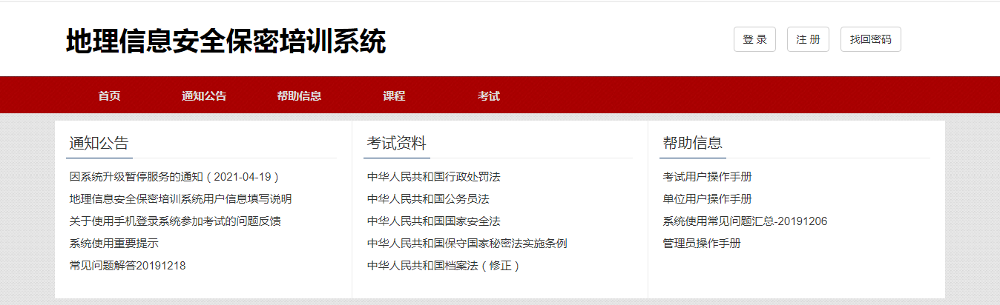 地理信息安全保密培训系统
登 录 注 册 找回密码
首页 通知公告 帮助信息 课程 考试
通知公告
因系统升级暂停服务的通知（2021-04-19）
地理信息安全保密培训系统用户信息填写说明
关于使用手机登录系统参加考试的问题反馈
系统使用重要提示
常见问题解答20191218
考试资料
中华人民共和国行政处罚法
中华人民共和国公务员法
中华人民共和国国家安全法
中华人民共和国保守国家秘密法实施条例
中华人民共和国档案法（修正）
帮助信息
考试用户操作手册
单位用户操作手册
系统使用常见问题汇总-20191206
管理员操作手册